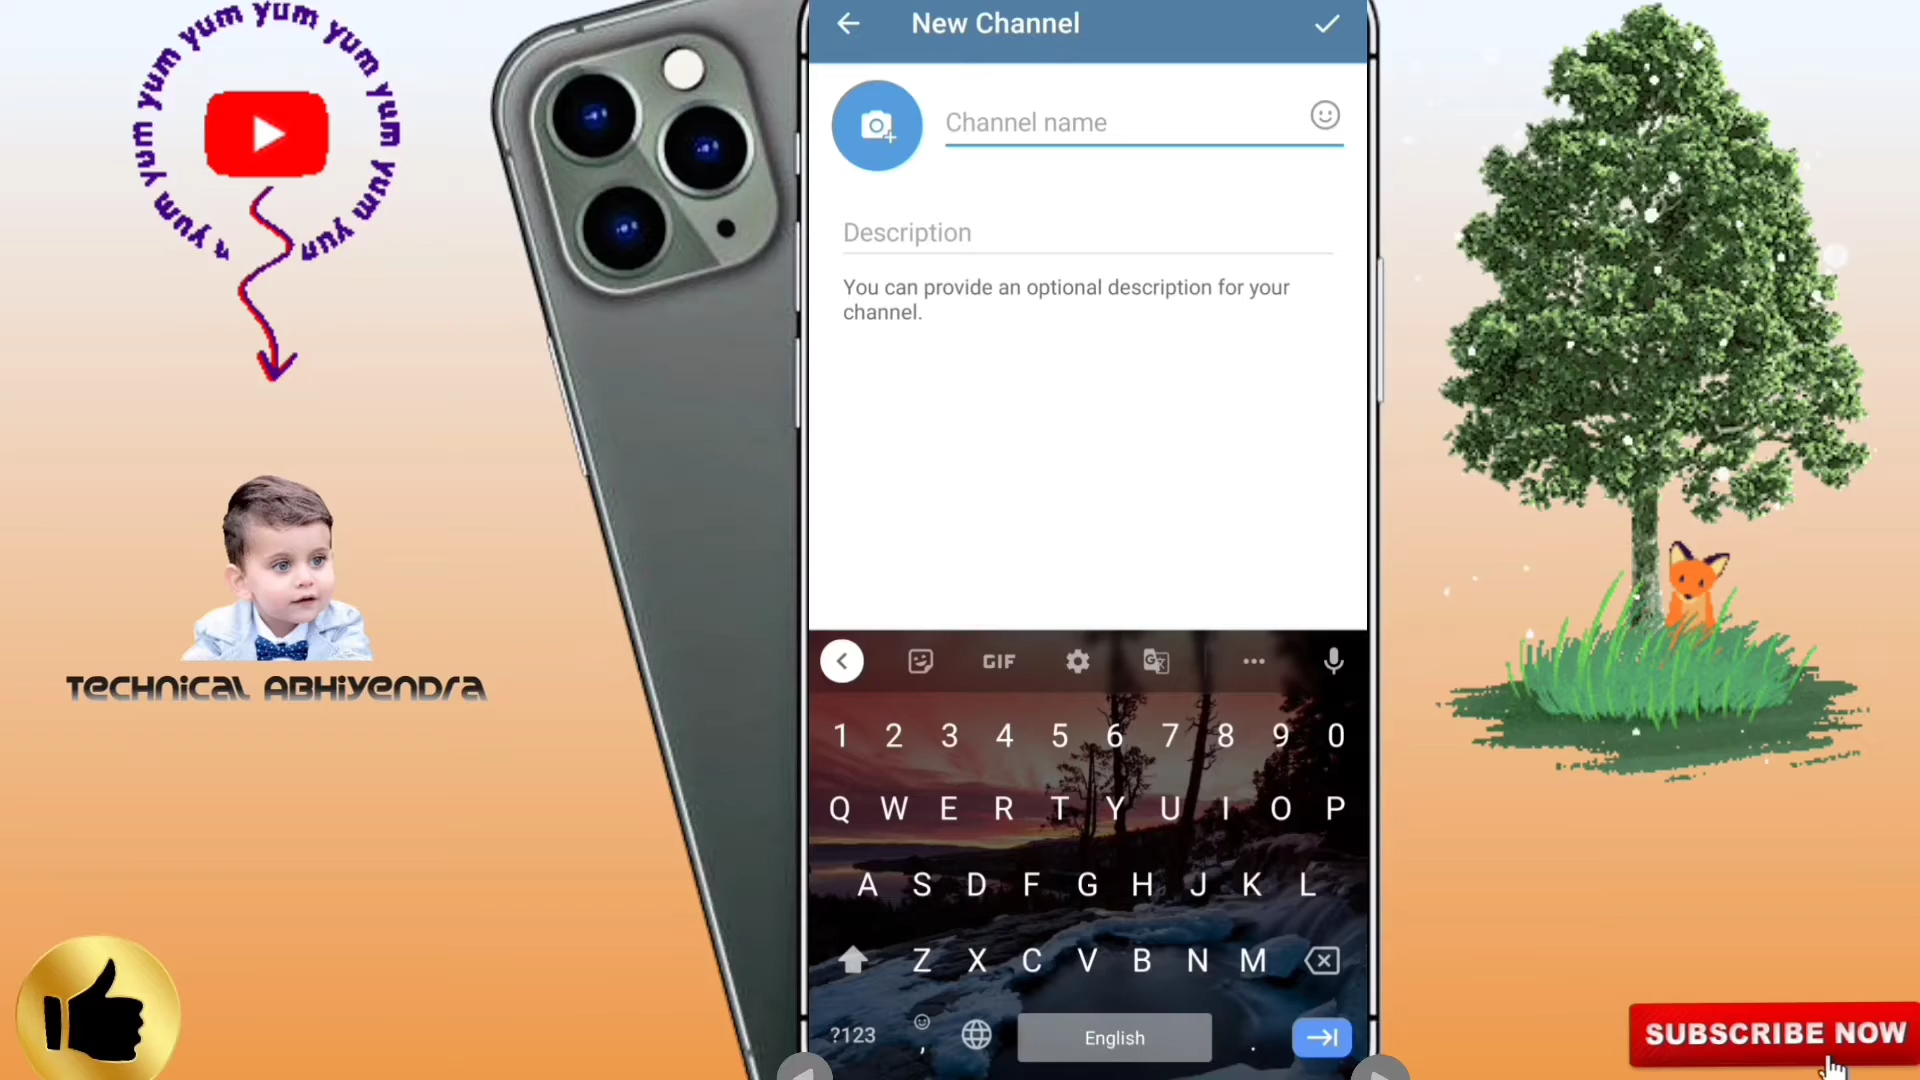 yum yum yum yum yum yum yum yum yum
New Channel
Channel name
Description
You can provide an optional description for your
channel.
TECHNICAL ABHIYENDRA
GIF
1 2 3 4 5 6 7 8 9 0
Q W E R T Y U I O P
A S D F G H J K L
Z X C V B N M
?123 , English .
SUBSCRIBE NOW